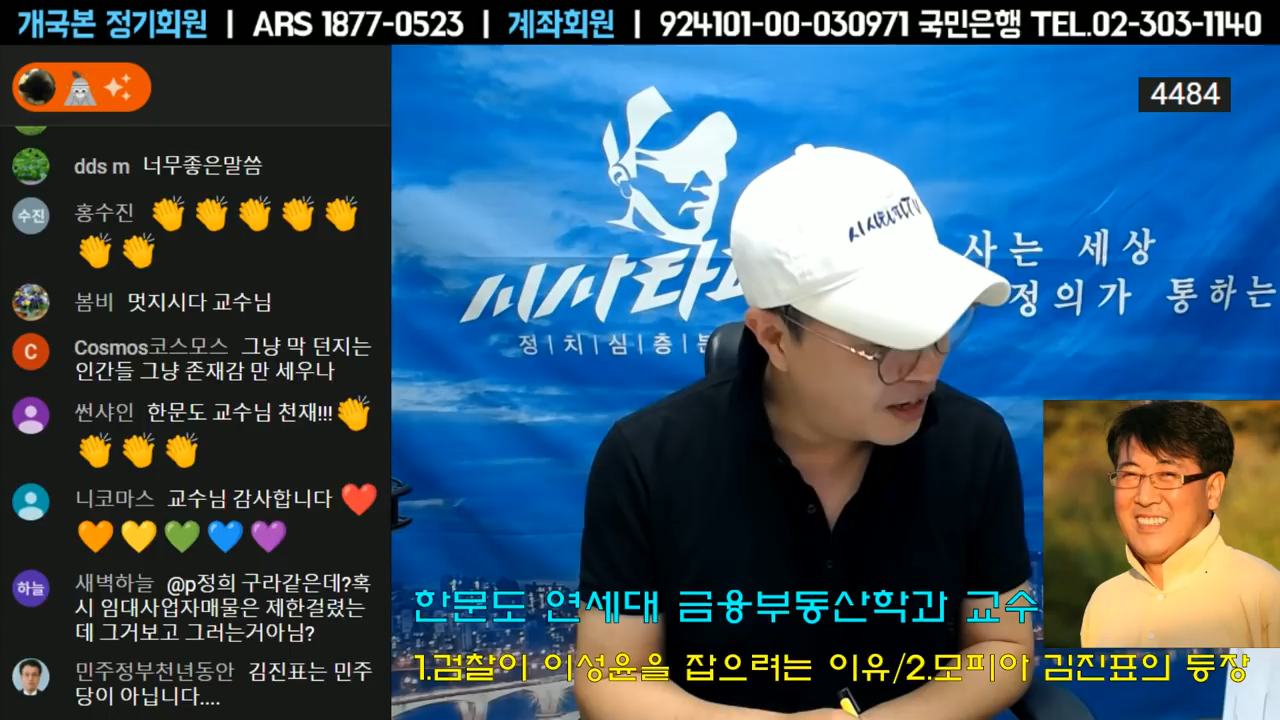 개국본 정기회원 | ARS 1877-0523 | 계좌회원 | 924101-00-030971 국민은행 TEL.02-303-1140
4484
dds m 너무좋은말씀
수진 홍수진 👏👏👏👏👏
👏👏
봄비 멋지시다 교수님
C Cosmos코스모스 그냥 막 던지는
인간들 그냥 존재감 만 세우나
썬샤인 한문도 교수님 천재!!! 👏
👏👏👏
니코마스 교수님 감사합니다 ❤️
🧡💛💚💙💜
하늘 새벽하늘 @p정희 구라같은데?혹
시 임대사업자매물은 제한걸렸는
데 그거보고 그러는거아님?
민주정부천년동안 김진표는 민주
당이 아닙니다....
시사타
정|치|심|층|분
시사타파TV
사는 세상
정의가 통하는
한문도 연세대 금융부동산학과 교수
1.검찰이 이성윤을 잡으려는 이유/2.모피아 김진표의 등장